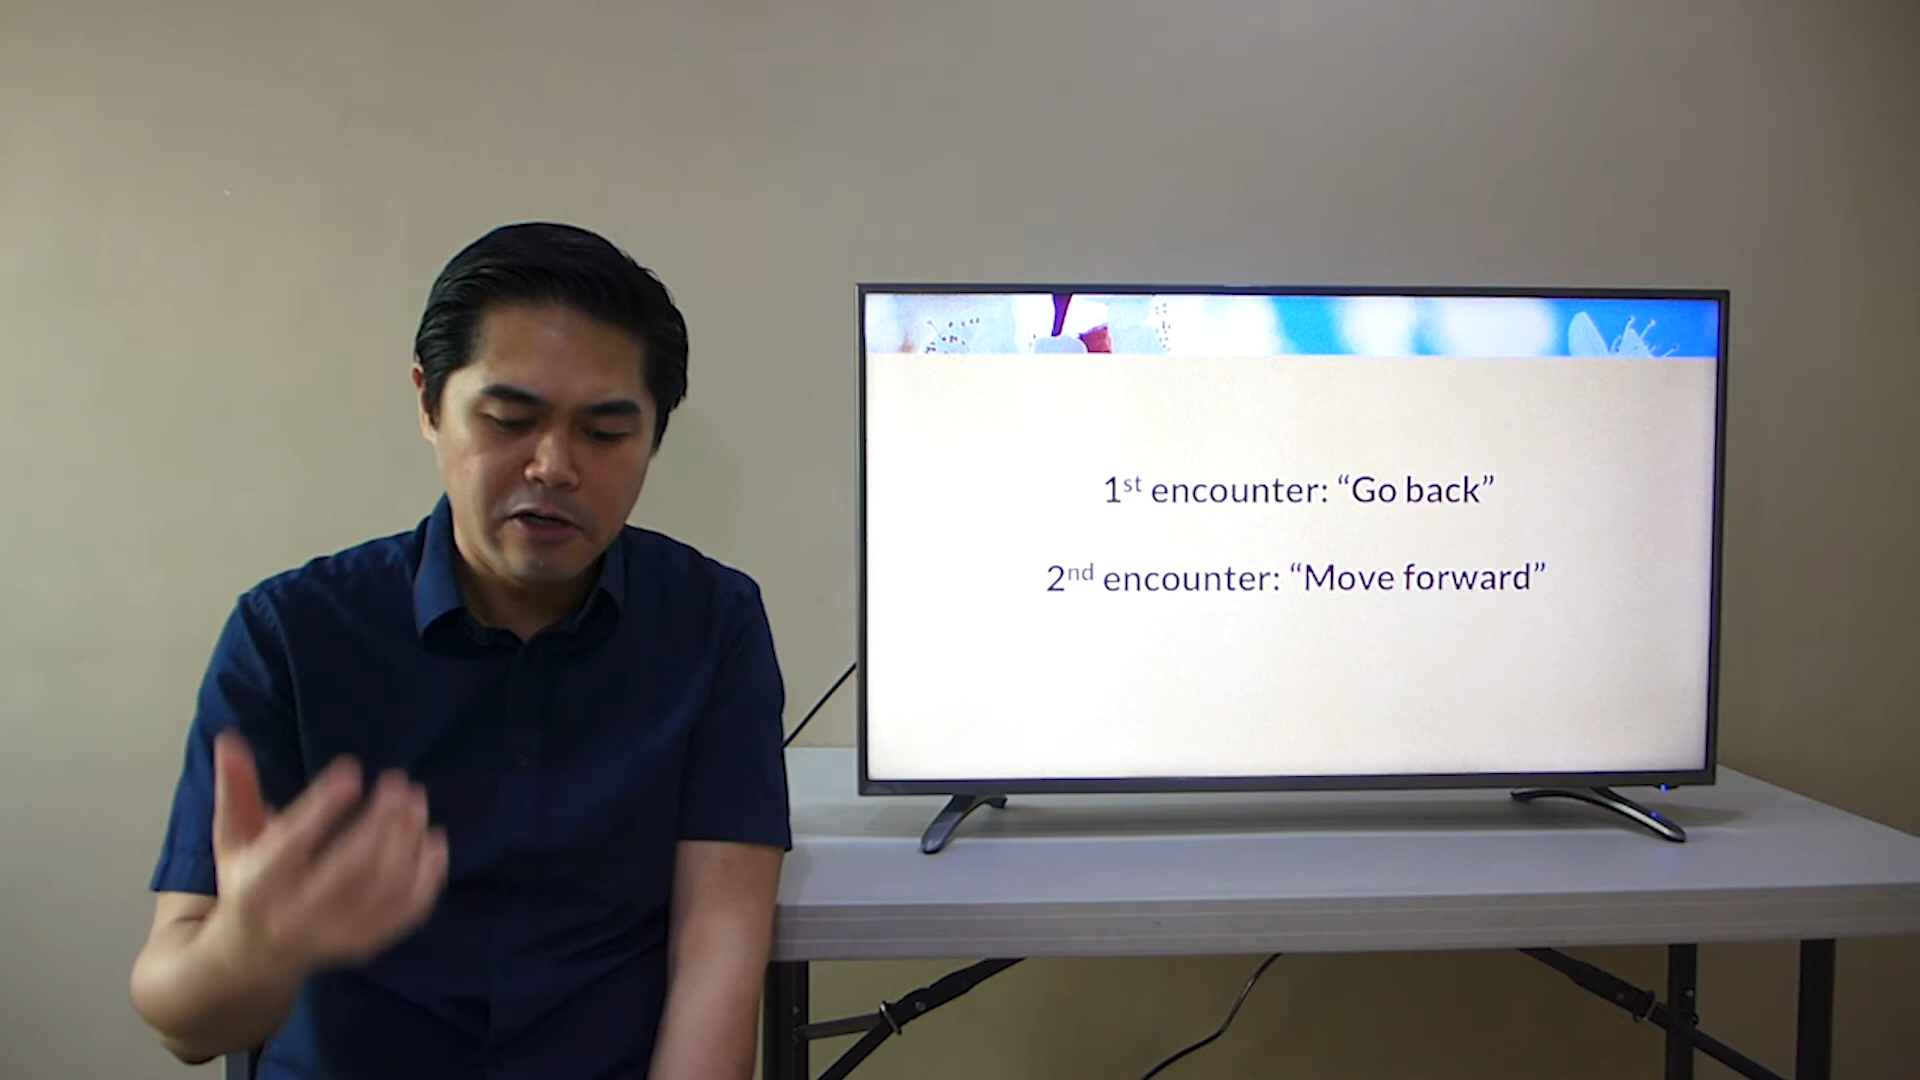 1st encounter: “Go back”
2nd encounter: “Move forward”